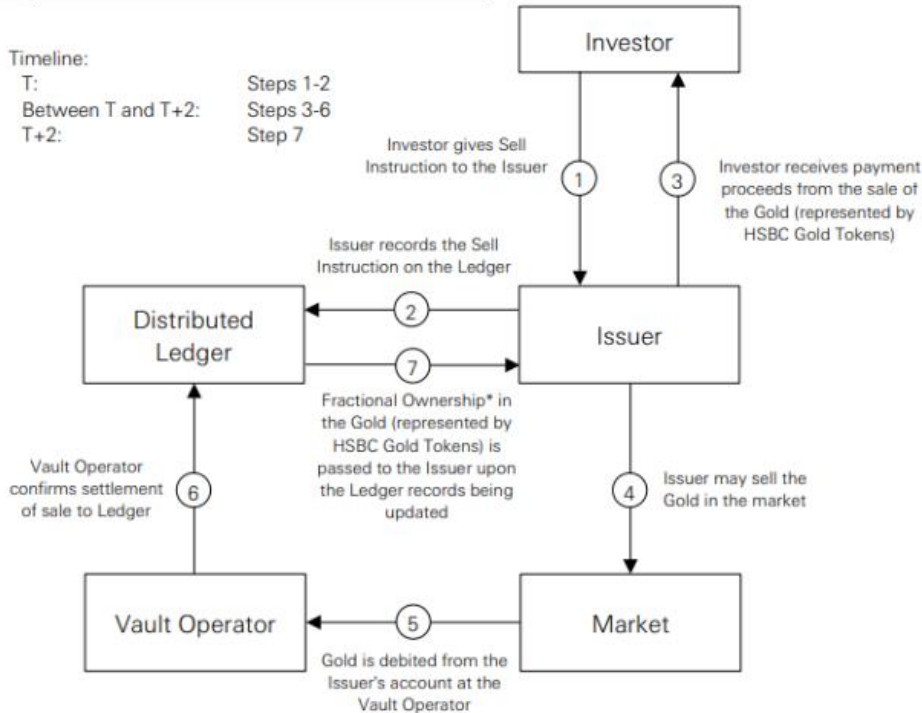 Investor
Timeline:
T: Steps 1-2
Between T and T+2: Steps 3-6
T+2: Step 7
Investor gives Sell
Instruction to the Issuer
1
3
Investor receives payment
proceeds from the sale of
the Gold (represented by
HSBC Gold Tokens)
Issuer records the Sell
Instruction on the Ledger
2
Distributed
Ledger
Issuer
7
Fractional Ownership* in
the Gold (represented by
HSBC Gold Tokens) is
passed to the Issuer upon
the Ledger records being
updated
Vault Operator
confirms settlement
of sale to Ledger
6
4
Issuer may sell the
Gold in the market
Vault Operator
5
Market
Gold is debited from the
Issuer's account at the
Vault Operator